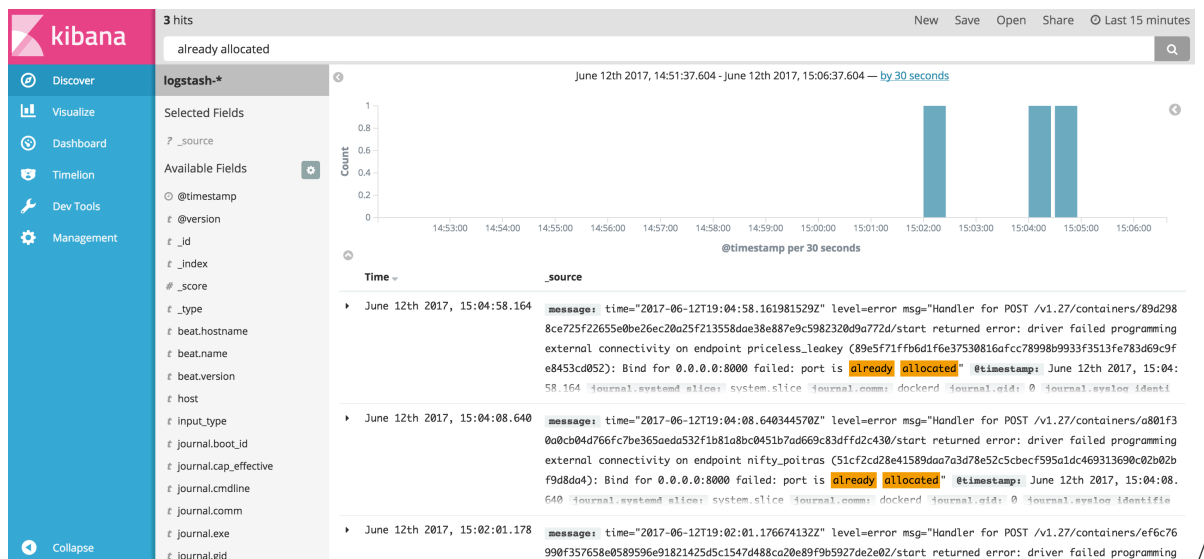 kibana
Discover
Visualize
Dashboard
Timelion
Dev Tools
Management
Collapse
3 hits
New Save Open Share Last 15 minutes
already allocated
logstash-*
Selected Fields
? _source
Available Fields
@timestamp
t @version
t _id
t _index
# _score
t _type
t beat.hostname
t beat.name
t beat.version
t host
t input_type
t journal.boot_id
t journal.cap_effective
t journal.cmdline
t journal.comm
t journal.exe
t journal.gid
June 12th 2017, 14:51:37.604 - June 12th 2017, 15:06:37.604 — by 30 seconds
Count
1
0.8
0.6
0.4
0.2
0
14:53:00 14:54:00 14:55:00 14:56:00 14:57:00 14:58:00 14:59:00 15:00:00 15:01:00 15:02:00 15:03:00 15:04:00 15:05:00 15:06:00
@timestamp per 30 seconds
Time _source
June 12th 2017, 15:04:58.164 message: time="2017-06-12T19:04:58.161981529Z" level=error msg="Handler for POST /v1.27/containers/89d298
8ce725f22655e0be26ec20a25f213558dae38e887e9c5982320d9a772d/start returned error: driver failed programming
external connectivity on endpoint priceless_leakey (89e5f71ffb6d1f6e37530816afcc78998b9933f3513fe783d69c9f
e8453cd052): Bind for 0.0.0.0:8000 failed: port is already allocated" @timestamp: June 12th 2017, 15:04:
58.164 journal.systemd_slice: system.slice journal.comm: dockerd journal.gid: 0 journal.syslog_identi
June 12th 2017, 15:04:08.640 message: time="2017-06-12T19:04:08.640344570Z" level=error msg="Handler for POST /v1.27/containers/a801f3
0a0cb04d766fc7be365aeda532f1b81a8bc0451b7ad669c83dffd2c430/start returned error: driver failed programming
external connectivity on endpoint nifty_poitras (51cf2cd28e41589daa7a3d78e52c5cbecf595a1dc469313690c02b02b
f9d8da4): Bind for 0.0.0.0:8000 failed: port is already allocated" @timestamp: June 12th 2017, 15:04:08.
640 journal.systemd_slice: system.slice journal.comm: dockerd journal.gid: 0 journal.syslog_identifie
June 12th 2017, 15:02:01.178 message: time="2017-06-12T19:02:01.176674132Z" level=error msg="Handler for POST /v1.27/containers/ef6c76
990f357658e0589596e91821425d5c1547d488ca20e89f9b5927de2e02/start returned error: driver failed programming